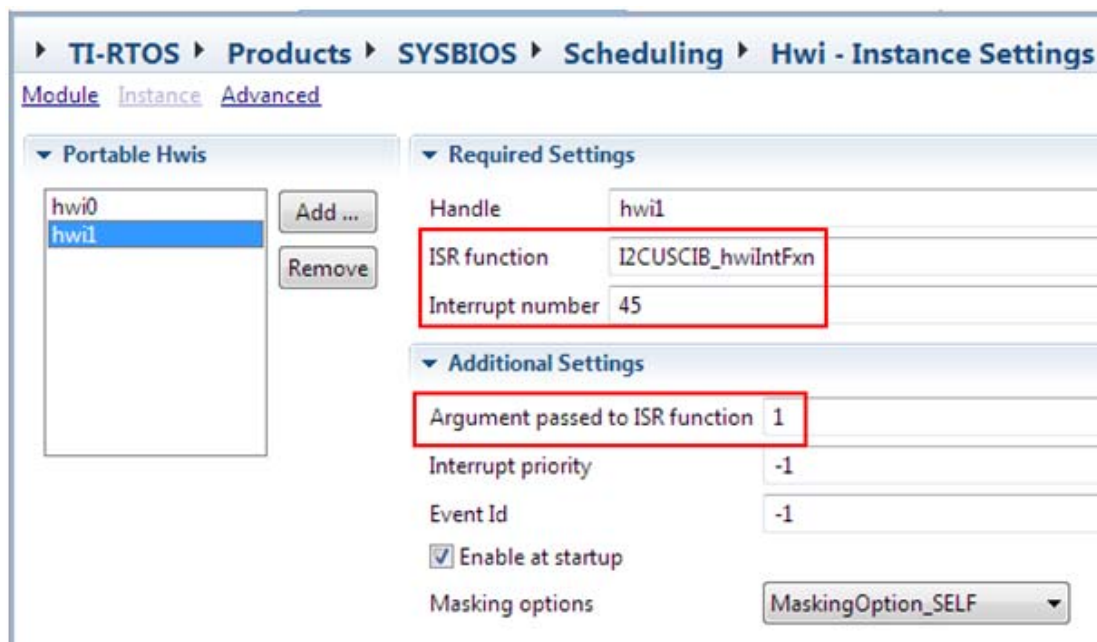 TI-RTOS Products SYSBIOS Scheduling Hwi - Instance Settings
Module Instance Advanced
Portable Hwis
hwi0
hwi1
Add ...
Remove
Required Settings
Handle hwi1
ISR function I2CUSCIB_hwiIntFxn
Interrupt number 45
Additional Settings
Argument passed to ISR function 1
Interrupt priority -1
Event Id -1
Enable at startup
Masking options MaskingOption_SELF